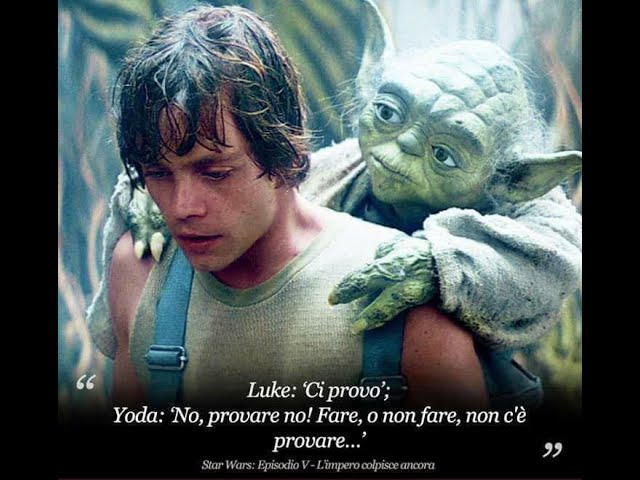 “
Luke: ‘Ci provo’;
Yoda: ‘No, provare no! Fare, o non fare, non c'è
provare...’
”
Star Wars: Episodio V - L'impero colpisce ancora